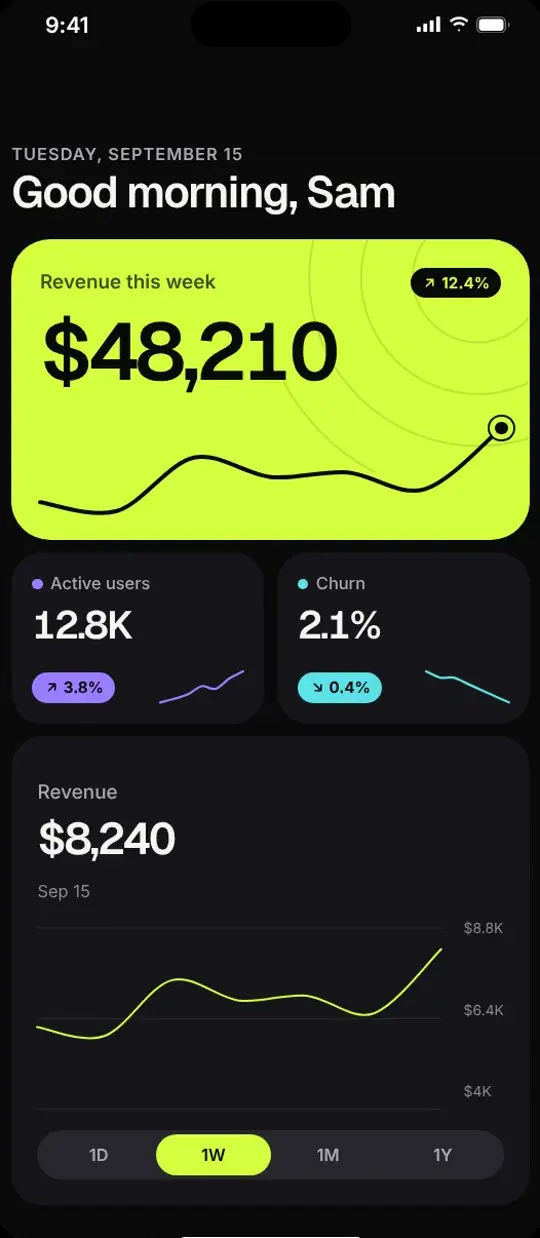 9:41
TUESDAY, SEPTEMBER 15
Good morning, Sam
Revenue this week
↗ 12.4%
$48,210
Active users
12.8K
↗ 3.8%
Churn
2.1%
↘ 0.4%
Revenue
$8,240
Sep 15
$8.8K
$6.4K
$4K
1D 1W 1M 1Y